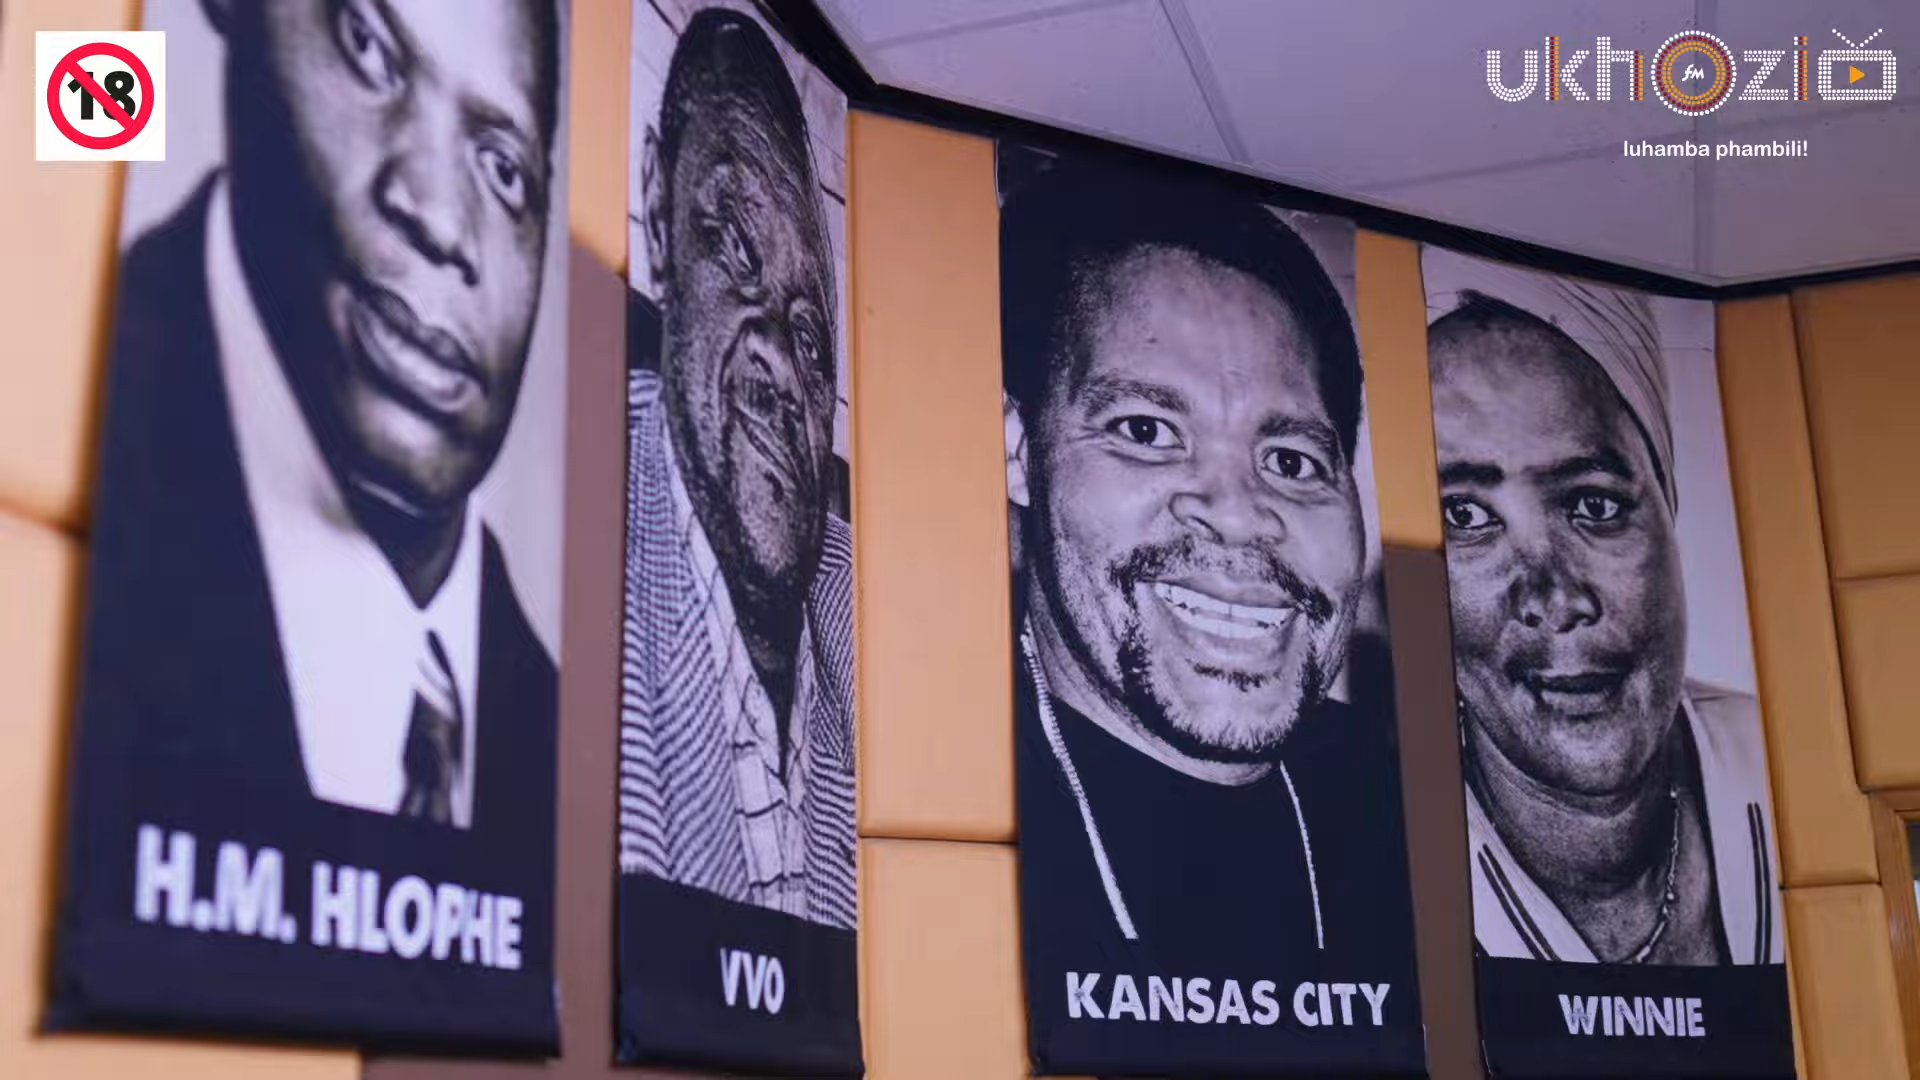 18
ukhozi
fm
luhamba phambili!
H.M. HLOPHE
VVO
KANSAS CITY
WINNIE